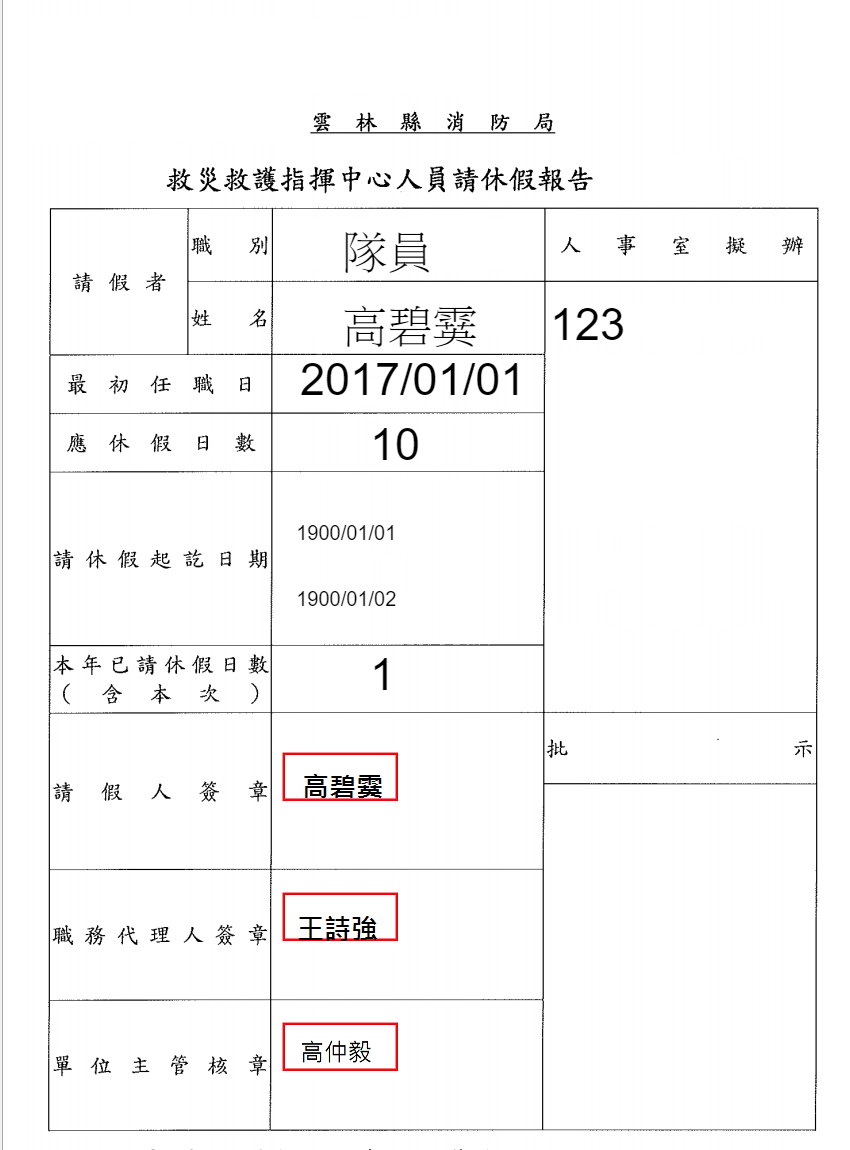 雲林縣消防局
救災救護指揮中心人員請休假報告
請假者
職別
隊員
人事室擬辦
姓名
高碧霙
123
最初任職日
2017/01/01
應休假日數
10
請休假起訖日期
1900/01/01
1900/01/02
本年已請休假日數
(含本次)
1
批示
請假人簽章
高碧霙
職務代理人簽章
王詩強
單位主管核章
高仲毅